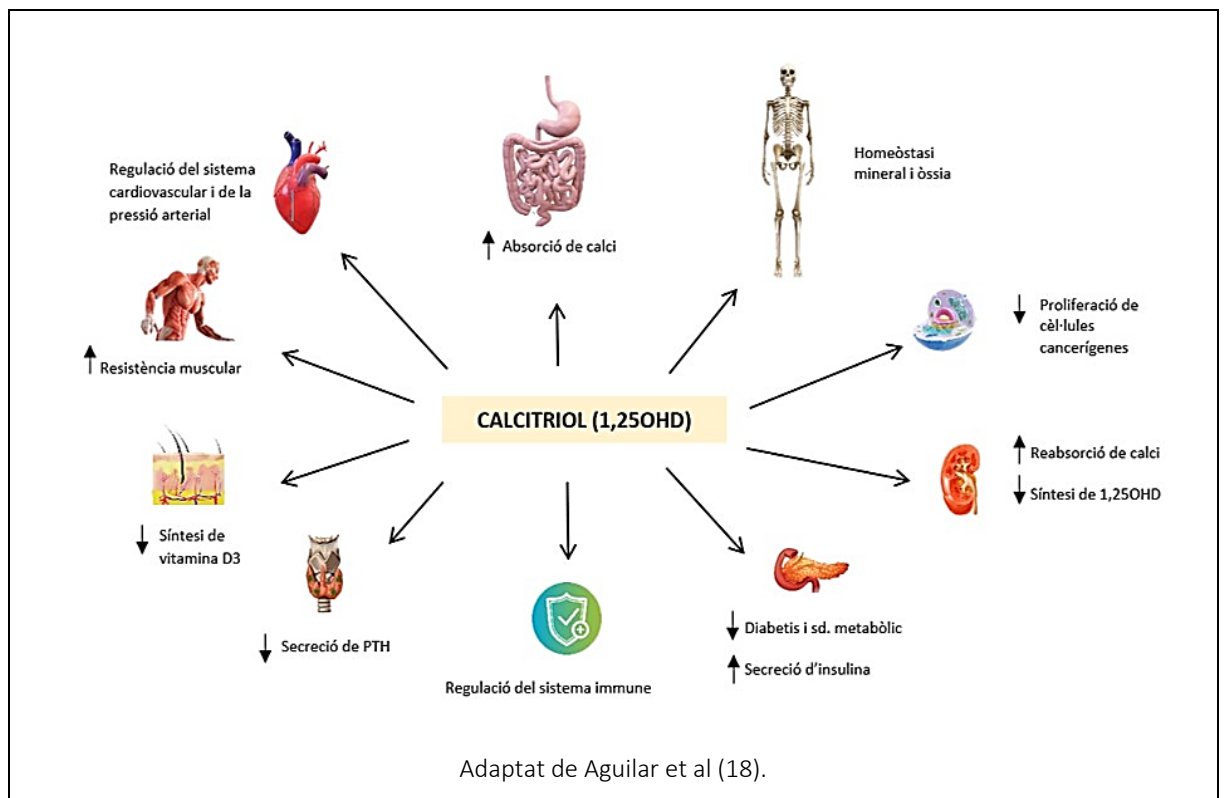 Regulació del sistema
cardiovascular i de la
pressió arterial
Absorció de calci
Homeòstasi
mineral i òssia
Resistència muscular
Proliferació de
cèl·lules
cancerígenes
CALCITRIOL (1,25OHD)
Reabsorció de calci
Síntesi de 1,25OHD
Síntesi de
vitamina D3
Secreció de PTH
Regulació del sistema immune
Diabetis i sd. metabòlic
Secreció d'insulina
Adaptat de Aguilar et al (18).